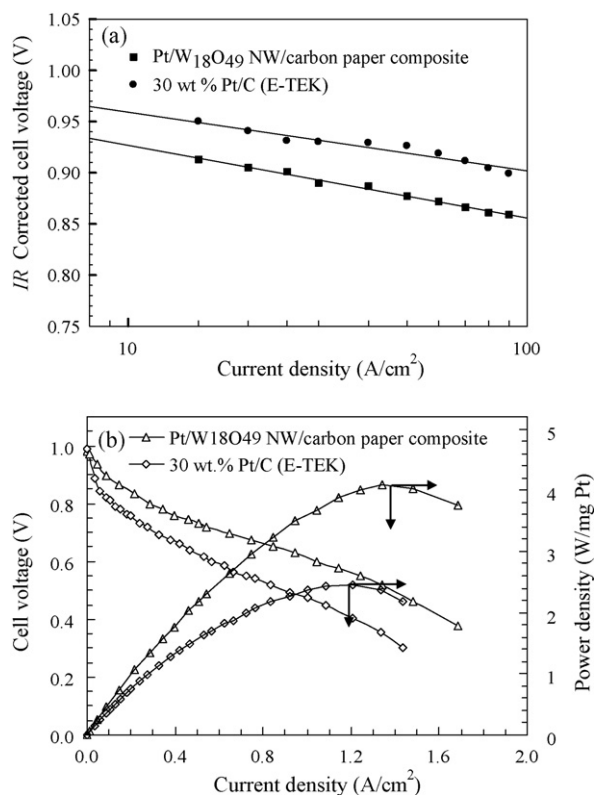 (a)
Pt/W18O49 NW/carbon paper composite
30 wt % Pt/C (E-TEK)
1.05
1.00
0.95
0.90
0.85
0.80
0.75
IR Corrected cell voltage (V)
10
100
Current density (A/cm2)
(b)
Pt/W18O49 NW/carbon paper composite
30 wt.% Pt/C (E-TEK)
1.0
0.8
0.6
0.4
0.2
0.0
Cell voltage (V)
5
4
3
2
1
0
Power density (W/mg Pt)
0.0
0.4
0.8
1.2
1.6
2.0
Current density (A/cm2)